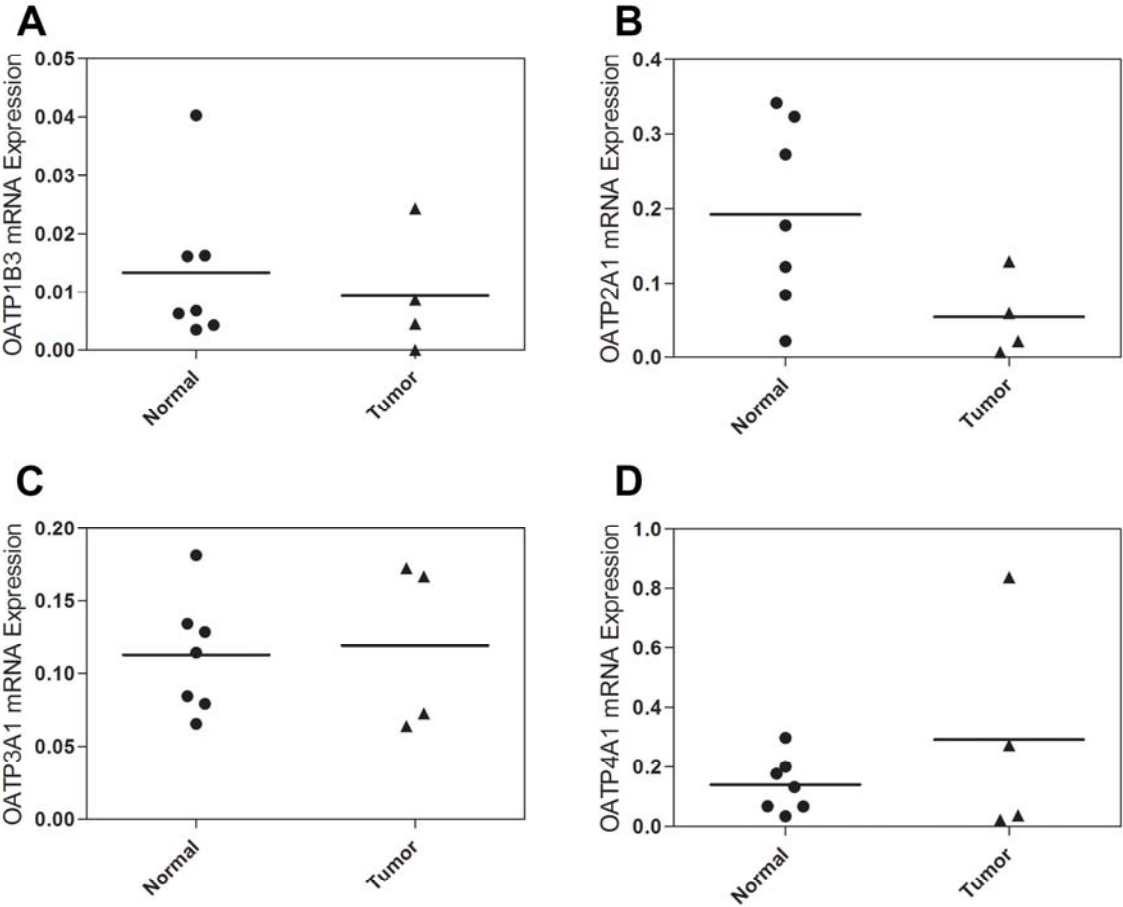 A
OATP1B3 mRNA Expression
0.05
0.04
0.03
0.02
0.01
0.00
Normal
Tumor
B
OATP2A1 mRNA Expression
0.4
0.3
0.2
0.1
0.0
Normal
Tumor
C
OATP3A1 mRNA Expression
0.20
0.15
0.10
0.05
0.00
Normal
Tumor
D
OATP4A1 mRNA Expression
1.0
0.8
0.6
0.4
0.2
0.0
Normal
Tumor